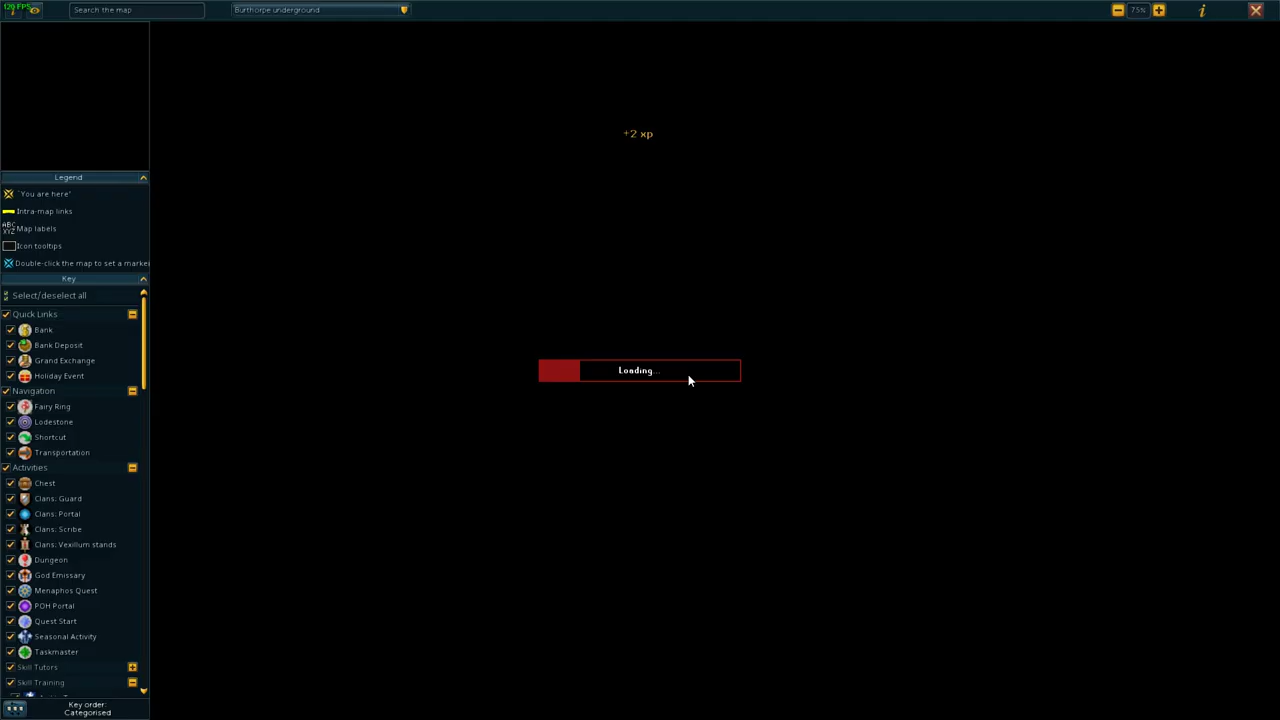 120 FPS
Search the map
Burthorpe underground
75%
+2 xp
Loading...
Legend
'You are here'
Intra-map links
ABC
XYZ
Map labels
Icon tooltips
Double-click the map to set a marke
Key
Select/deselect all
Quick Links
Bank
Bank Deposit
Grand Exchange
Holiday Event
Navigation
Fairy Ring
Lodestone
Shortcut
Transportation
Activities
Chest
Clans: Guard
Clans: Portal
Clans: Scribe
Clans: Vexillum stands
Dungeon
God Emissary
Menaphos Quest
POH Portal
Quest Start
Seasonal Activity
Taskmaster
Skill Tutors
Skill Training
Key order:
Categorised